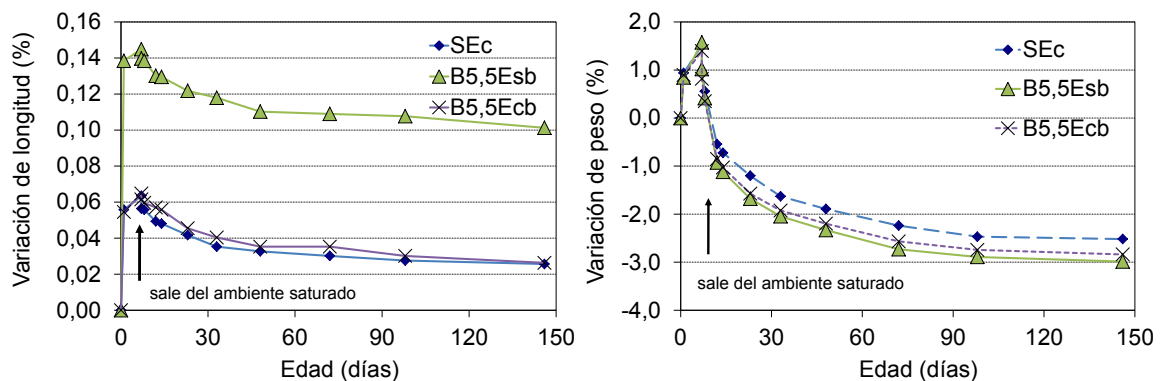 Variación de longitud (%)
0,16
0,14
0,12
0,10
0,08
0,06
0,04
0,02
0,00
SEc
B5,5Esb
B5,5Ecb
sale del ambiente saturado
0 30 60 90 120 150
Edad (días)
Variación de peso (%)
2,0
1,0
0,0
-1,0
-2,0
-3,0
-4,0
SEc
B5,5Esb
B5,5Ecb
sale del ambiente saturado
0 30 60 90 120 150
Edad (días)